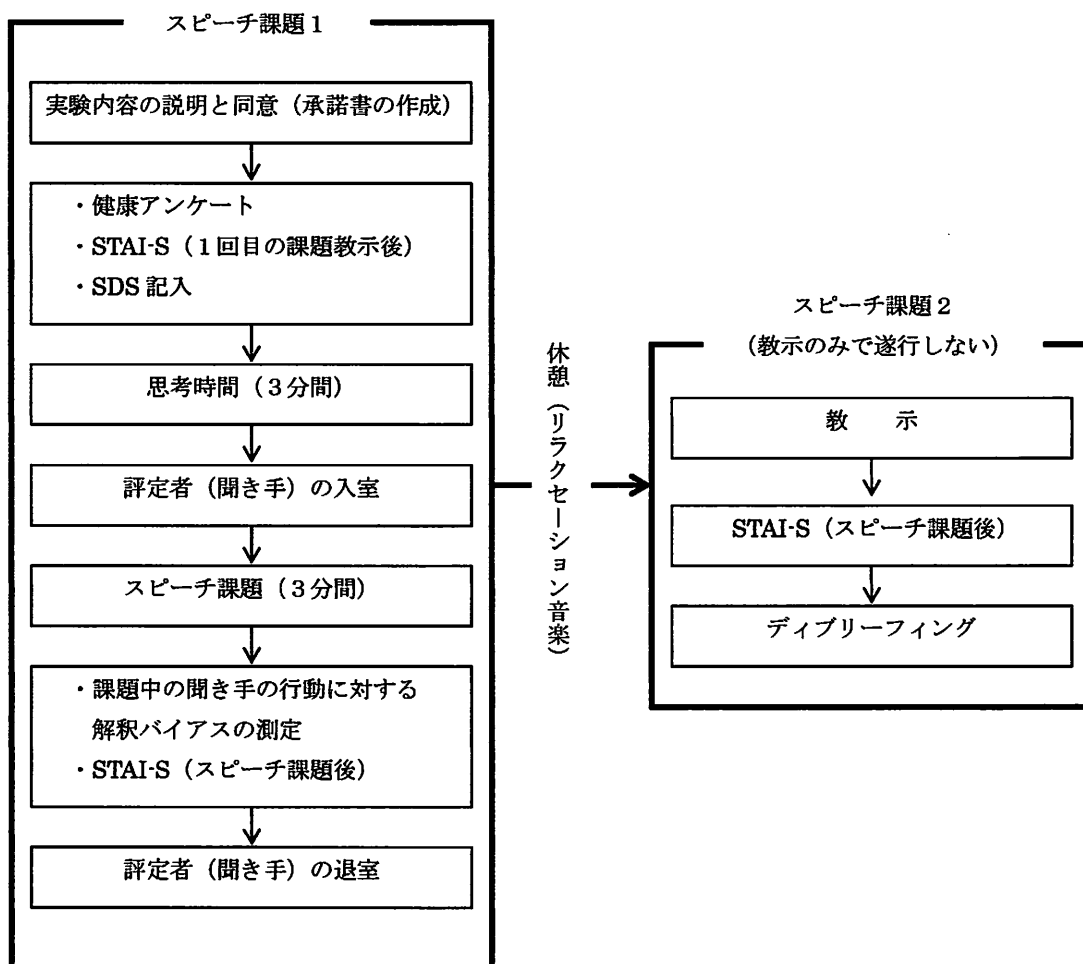 スピーチ課題1
実験内容の説明と同意（承諾書の作成）
・健康アンケート
・STAI-S（1回目の課題教示後）
・SDS 記入
思考時間（3分間）
評定者（聞き手）の入室
スピーチ課題（3分間）
・課題中の聞き手の行動に対する
解釈バイアスの測定
・STAI-S（スピーチ課題後）
評定者（聞き手）の退室
休憩（リラクセーション音楽）
スピーチ課題2
（教示のみで遂行しない）
教　示
STAI-S（スピーチ課題後）
ディブリーフィング